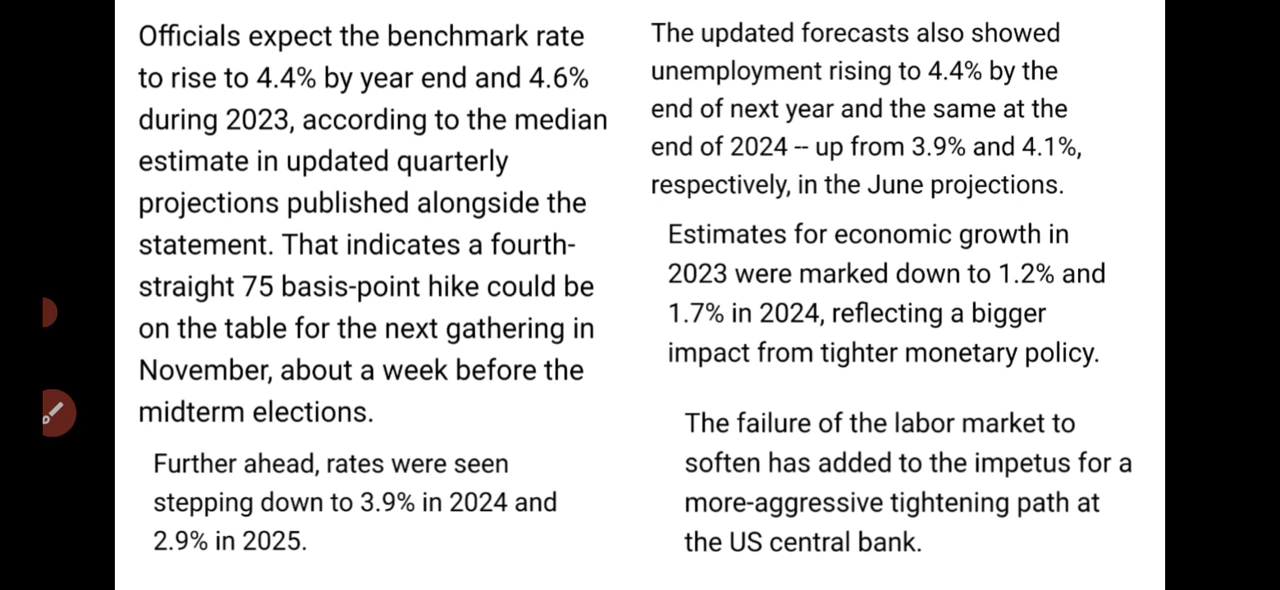 Officials expect the benchmark rate
to rise to 4.4% by year end and 4.6%
during 2023, according to the median
estimate in updated quarterly
projections published alongside the
statement. That indicates a fourth-
straight 75 basis-point hike could be
on the table for the next gathering in
November, about a week before the
midterm elections.
Further ahead, rates were seen
stepping down to 3.9% in 2024 and
2.9% in 2025.
The updated forecasts also showed
unemployment rising to 4.4% by the
end of next year and the same at the
end of 2024 -- up from 3.9% and 4.1%,
respectively, in the June projections.
Estimates for economic growth in
2023 were marked down to 1.2% and
1.7% in 2024, reflecting a bigger
impact from tighter monetary policy.
The failure of the labor market to
soften has added to the impetus for a
more-aggressive tightening path at
the US central bank.